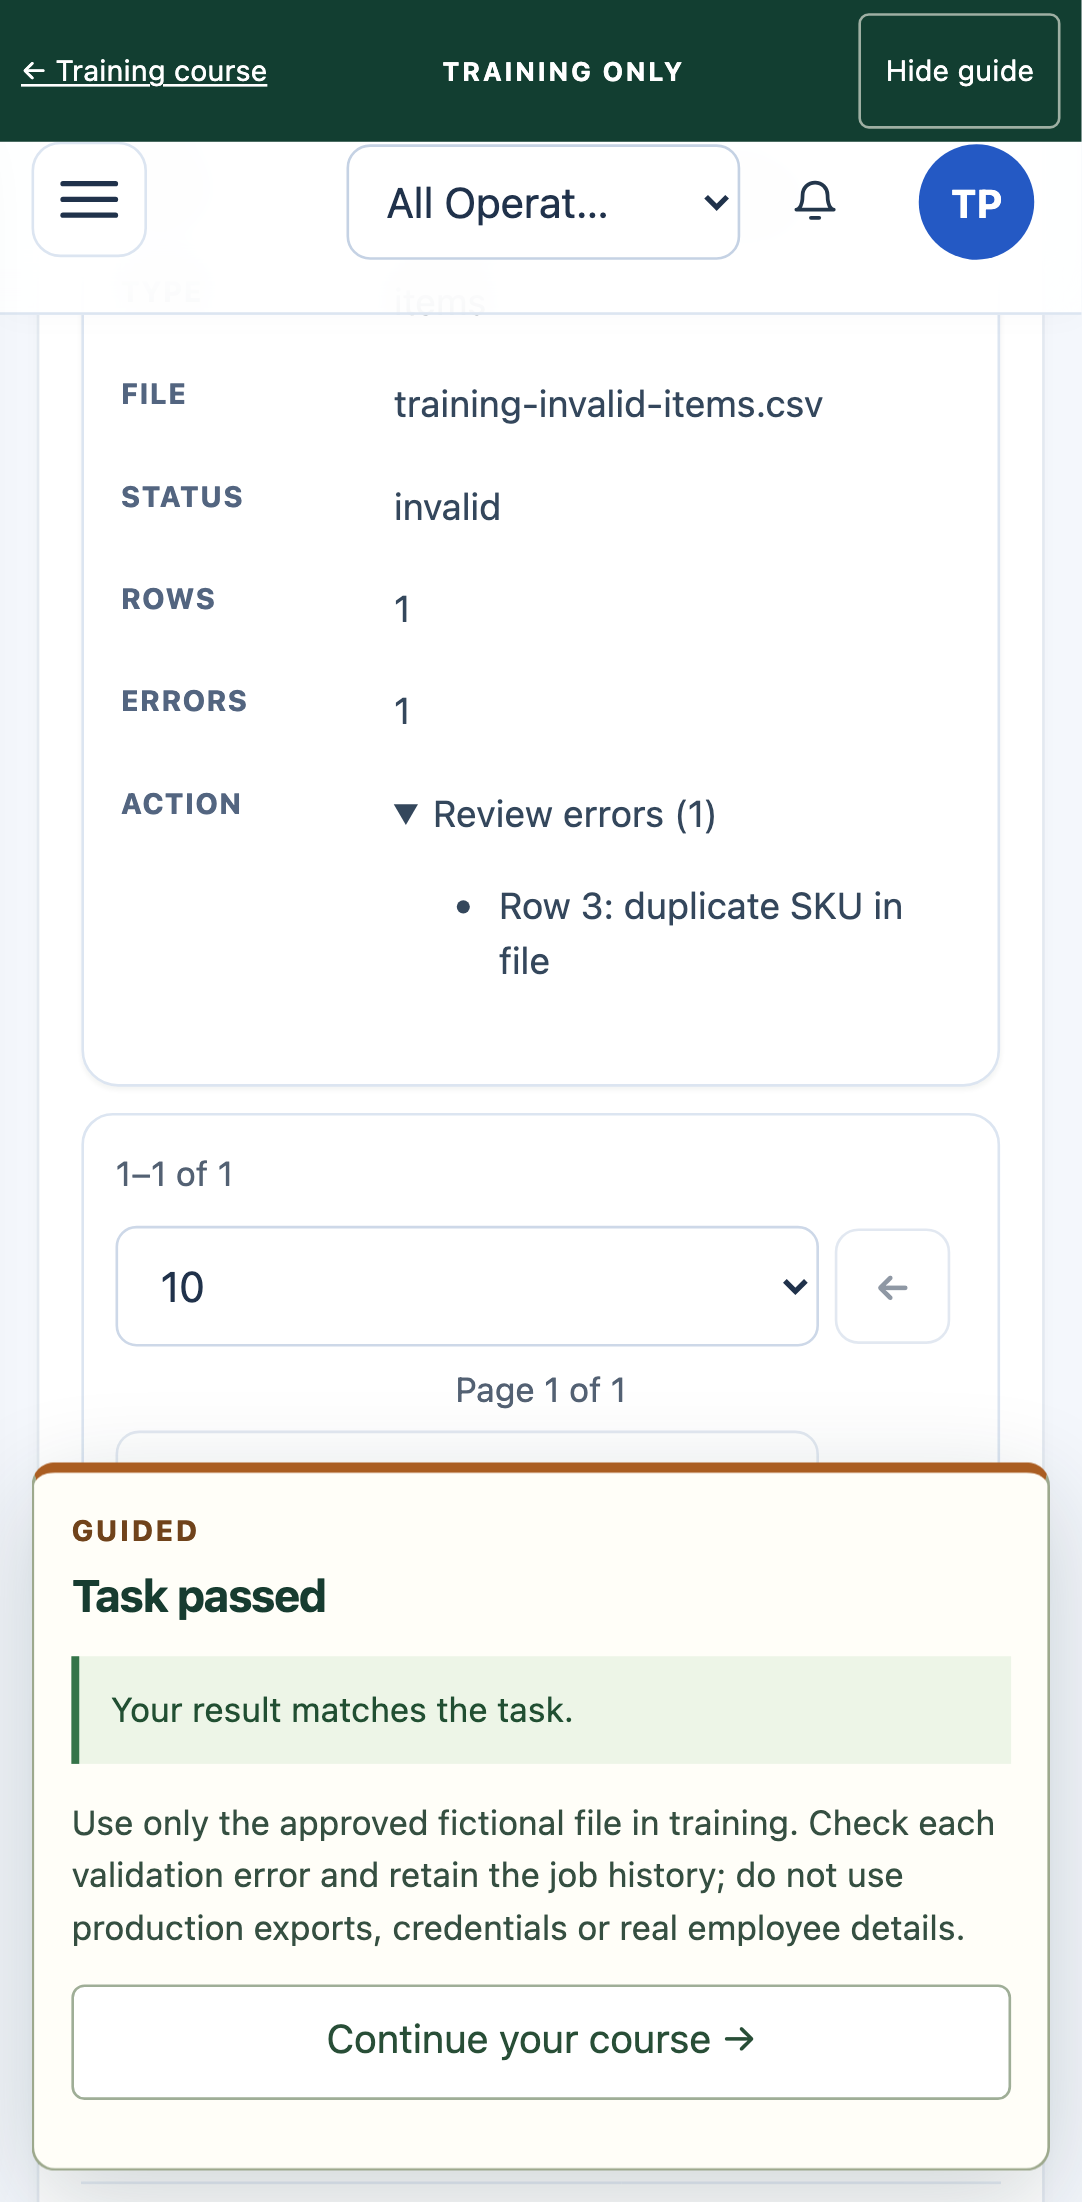 ← Training course
TRAINING ONLY
Hide guide
All Operat...
TP
TYPE
items
FILE
training-invalid-items.csv
STATUS
invalid
ROWS
1
ERRORS
1
ACTION
▼ Review errors (1)
• Row 3: duplicate SKU in
file
1–1 of 1
10
←
Page 1 of 1
GUIDED
Task passed
Your result matches the task.
Use only the approved fictional file in training. Check each
validation error and retain the job history; do not use
production exports, credentials or real employee details.
Continue your course →